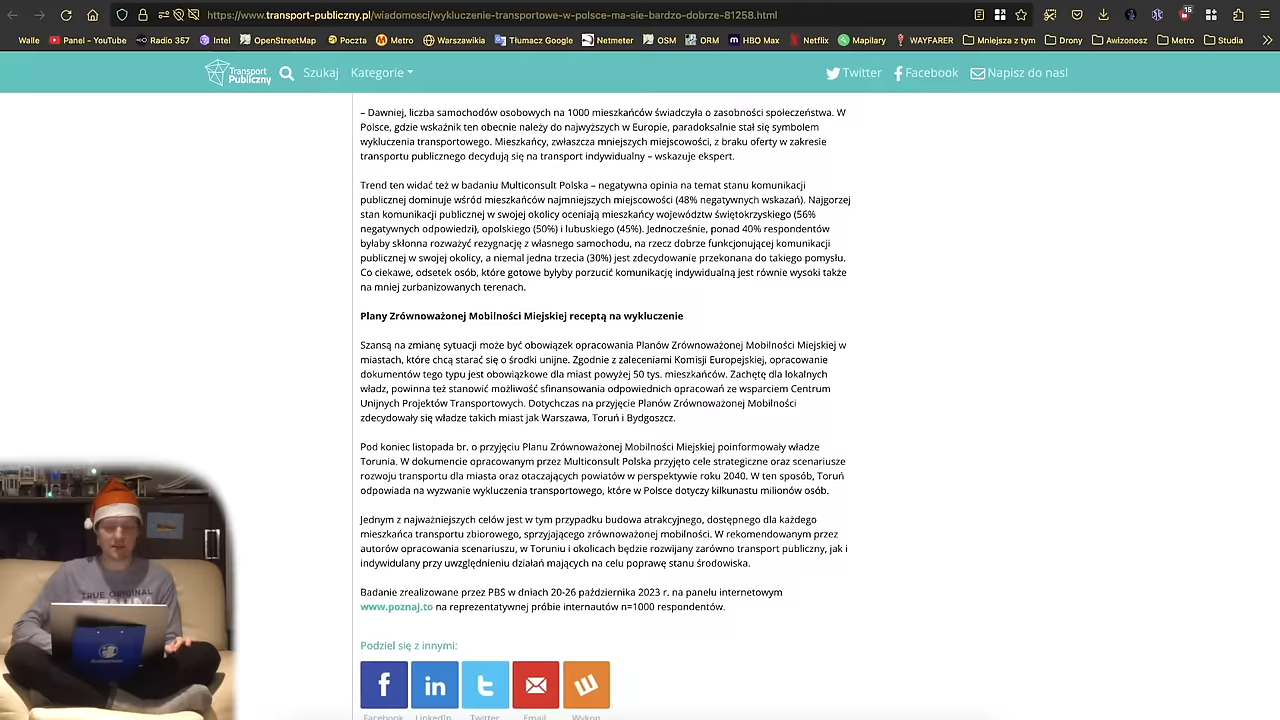 https://www.transport-publiczny.pl/wiadomosci/wykluczenie-transportowe-w-polsce-ma-sie-bardzo-dobrze-81258.html
15
Walle Panel - YouTube Radio 357 Intel OpenStreetMap Poczta Metro Warszawikia Tłumacz Google Netmeter OSM ORM HBO Max Netflix Mapilary WAYFARER Mniejsza z tym Drony Awizonosz Metro Studia
Transport Publiczny Szukaj Kategorie Twitter Facebook Napisz do nas!
– Dawniej, liczba samochodów osobowych na 1000 mieszkańców świadczyła o zasobności społeczeństwa. W
Polsce, gdzie wskaźnik ten obecnie należy do najwyższych w Europie, paradoksalnie stał się symbolem
wykluczenia transportowego. Mieszkańcy, zwłaszcza mniejszych miejscowości, z braku oferty w zakresie
transportu publicznego decydują się na transport indywidualny – wskazuje ekspert.
Trend ten widać też w badaniu Multiconsult Polska – negatywna opinia na temat stanu komunikacji
publicznej dominuje wśród mieszkańców najmniejszych miejscowości (48% negatywnych wskazań). Najgorzej
stan komunikacji publicznej w swojej okolicy oceniają mieszkańcy województw świętokrzyskiego (56%
negatywnych odpowiedzi), opolskiego (50%) i lubuskiego (45%). Jednocześnie, ponad 40% respondentów
byłaby skłonna rozważyć rezygnację z własnego samochodu, na rzecz dobrze funkcjonującej komunikacji
publicznej w swojej okolicy, a niemal jedna trzecia (30%) jest zdecydowanie przekonana do takiego pomysłu.
Co ciekawe, odsetek osób, które gotowe byłyby porzucić komunikację indywidualną jest równie wysoki także
na mniej zurbanizowanych terenach.
Plany Zrównoważonej Mobilności Miejskiej receptą na wykluczenie
Szansą na zmianę sytuacji może być obowiązek opracowania Planów Zrównoważonej Mobilności Miejskiej w
miastach, które chcą starać się o środki unijne. Zgodnie z zaleceniami Komisji Europejskiej, opracowanie
dokumentów tego typu jest obowiązkowe dla miast powyżej 50 tys. mieszkańców. Zachętę dla lokalnych
władz, powinna też stanowić możliwość sfinansowania odpowiednich opracowań ze wsparciem Centrum
Unijnych Projektów Transportowych. Dotychczas na przyjęcie Planów Zrównoważonej Mobilności
zdecydowały się władze takich miast jak Warszawa, Toruń i Bydgoszcz.
Pod koniec listopada br. o przyjęciu Planu Zrównoważonej Mobilności Miejskiej poinformowały władze
Torunia. W dokumencie opracowanym przez Multiconsult Polska przyjęto cele strategiczne oraz scenariusze
rozwoju transportu dla miasta oraz otaczających powiatów w perspektywie roku 2040. W ten sposób, Toruń
odpowiada na wyzwanie wykluczenia transportowego, które w Polsce dotyczy kilkunastu milionów osób.
Jednym z najważniejszych celów jest w tym przypadku budowa atrakcyjnego, dostępnego dla każdego
mieszkańca transportu zbiorowego, sprzyjającego zrównoważonej mobilności. W rekomendowanym przez
autorów opracowania scenariuszu, w Toruniu i okolicach będzie rozwijany zarówno transport publiczny, jak i
indywidulany przy uwzględnieniu działań mających na celu poprawę stanu środowiska.
Badanie zrealizowane przez PBS w dniach 20-26 października 2023 r. na panelu internetowym
www.poznaj.to na reprezentatywnej próbie internautów n=1000 respondentów.
Podziel się z innymi:
Facebook LinkedIn Twitter Email Wykop
TRUE ORIGINAL